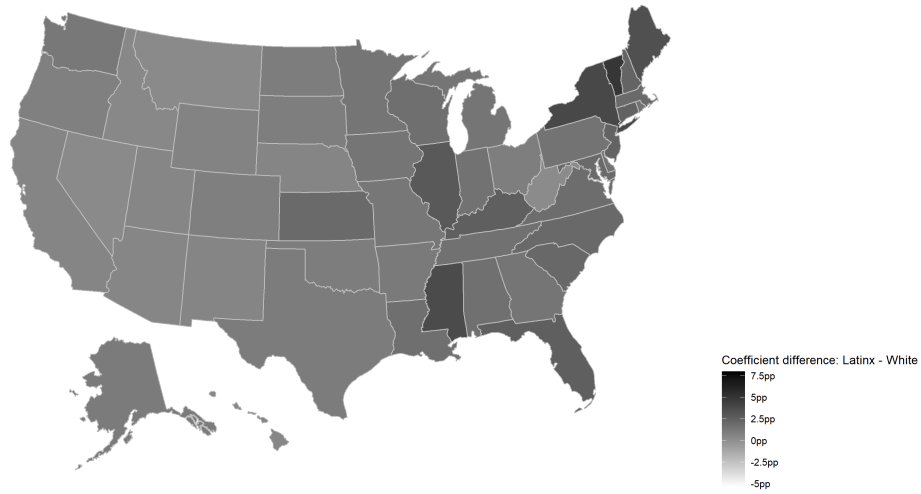 Coefficient difference: Latinx - White
7.5pp
5pp
2.5pp
0pp
-2.5pp
-5pp